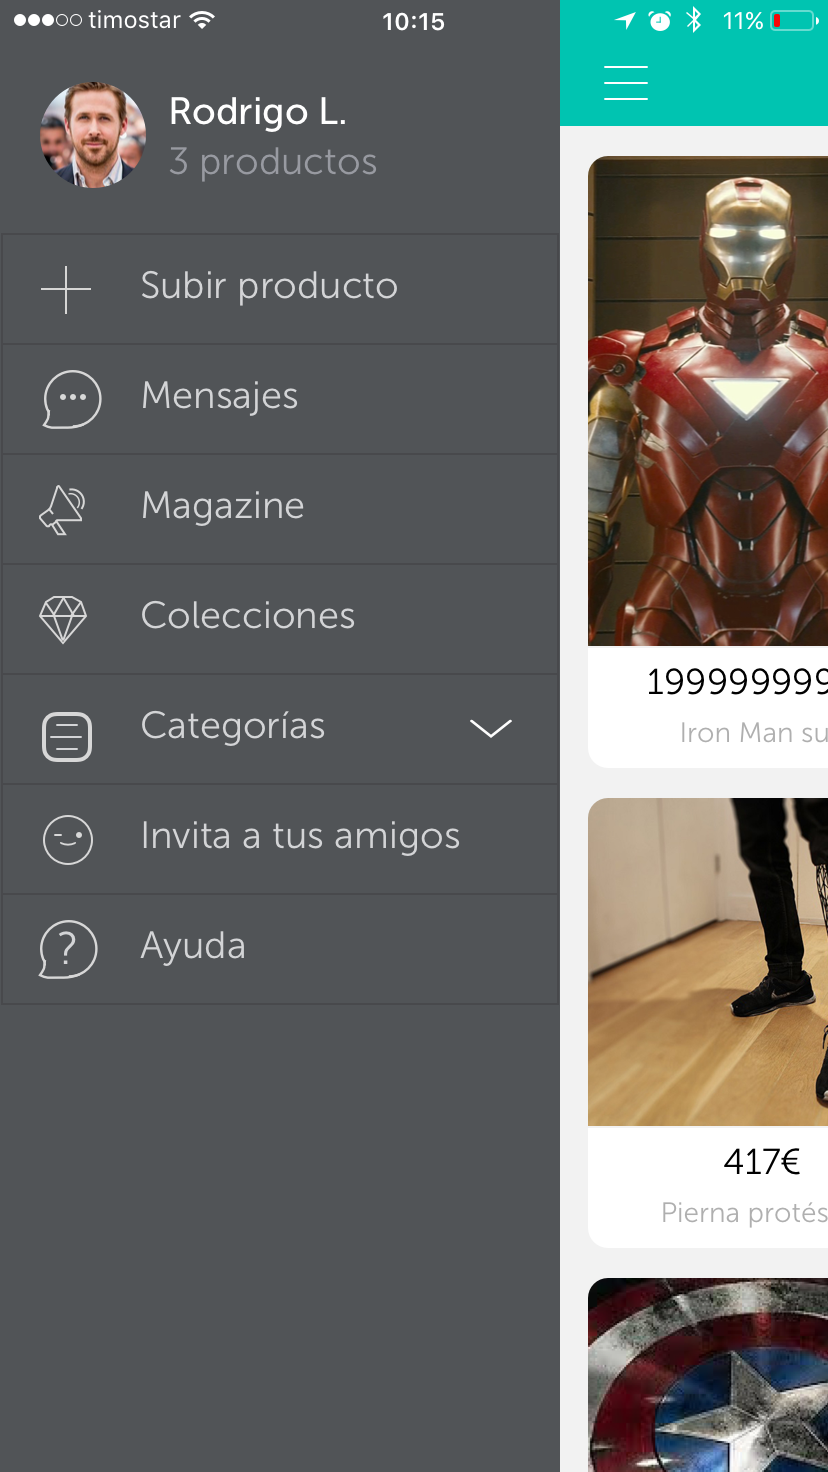 timostar 10:15 11%
Rodrigo L.
3 productos
Subir producto
Mensajes
Magazine
Colecciones
Categorías
Invita a tus amigos
? Ayuda
199999999
Iron Man su
417€
Pierna protés